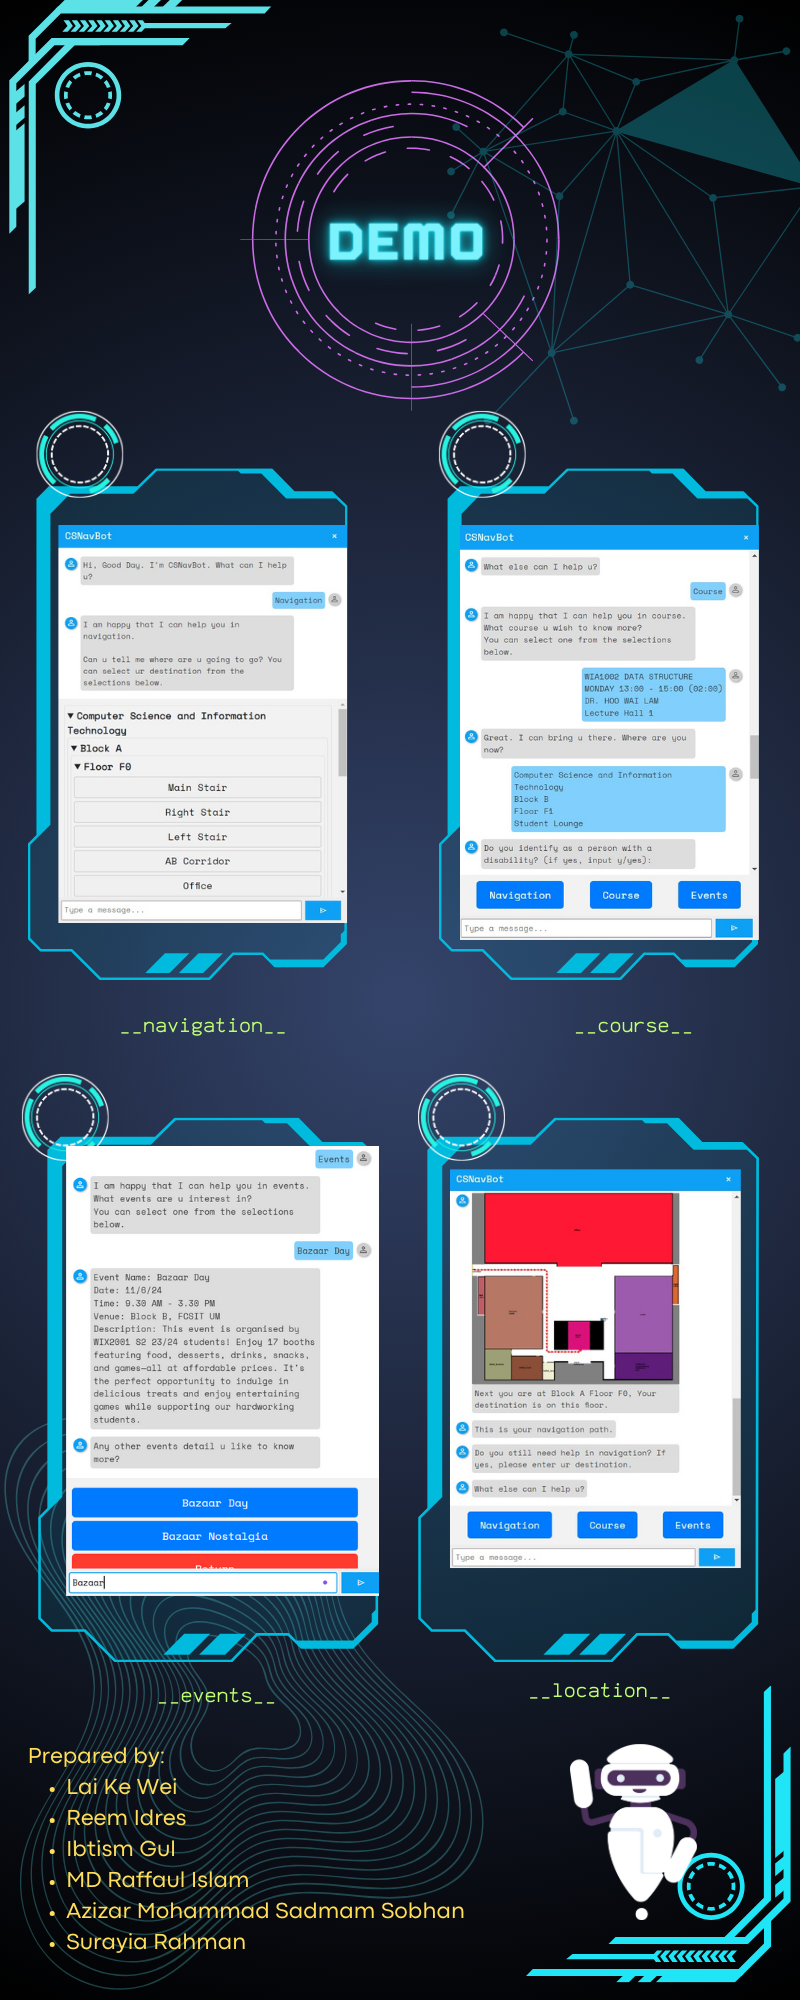 DEMO
CSNavBot ×
Hi, Good Day. I'm CSNavBot. What can I help
u?
Navigation
I am happy that I can help you in
navigation.
Can u tell me where are u going to go? You
can select ur destination from the
selections below.
▼ Computer Science and Information
Technology
▼ Block A
▼ Floor F0
Main Stair
Right Stair
Left Stair
AB Corridor
Office
Type a message...
__navigation__
CSNavBot ×
What else can I help u?
Course
I am happy that I can help you in course.
What course u wish to know more?
You can select one from the selections
below.
WIA1002 DATA STRUCTURE
MONDAY 13:00 - 15:00 (02:00)
DR. HOO WAI LAM
Lecture Hall 1
Great. I can bring u there. Where are you
now?
Computer Science and Information
Technology
Block B
Floor F1
Student Lounge
Do you identify as a person with a
disability? (if yes, input y/yes):
Navigation Course Events
Type a message...
__course__
Events
I am happy that I can help you in events.
What events are u interest in?
You can select one from the selections
below.
Bazaar Day
Event Name: Bazaar Day
Date: 11/6/24
Time: 9.30 AM - 3.30 PM
Venue: Block B, FCSIT UM
Description: This event is organised by
WIX2001 S2 23/24 students! Enjoy 17 booths
featuring food, desserts, drinks, snacks,
and games—all at affordable prices. It's
the perfect opportunity to indulge in
delicious treats and enjoy entertaining
games while supporting our hardworking
students.
Any other events detail u like to know
more?
Bazaar Day
Bazaar Nostalgia
Return
Bazaar
__events__
CSNavBot ×
Next you are at Block A Floor F0, Your
destination is on this floor.
This is your navigation path.
Do you still need help in navigation? If
yes, please enter ur destination.
What else can I help u?
Navigation Course Events
Type a message...
__location__
Prepared by:
• Lai Ke Wei
• Reem Idres
• Ibtism Gul
• MD Raffaul Islam
• Azizar Mohammad Sadmam Sobhan
• Surayia Rahman